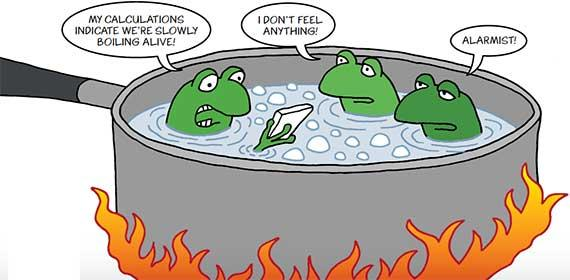 MY CALCULATIONS
INDICATE WE'RE SLOWLY
BOILING ALIVE!
I DON'T FEEL
ANYTHING!
ALARMIST!